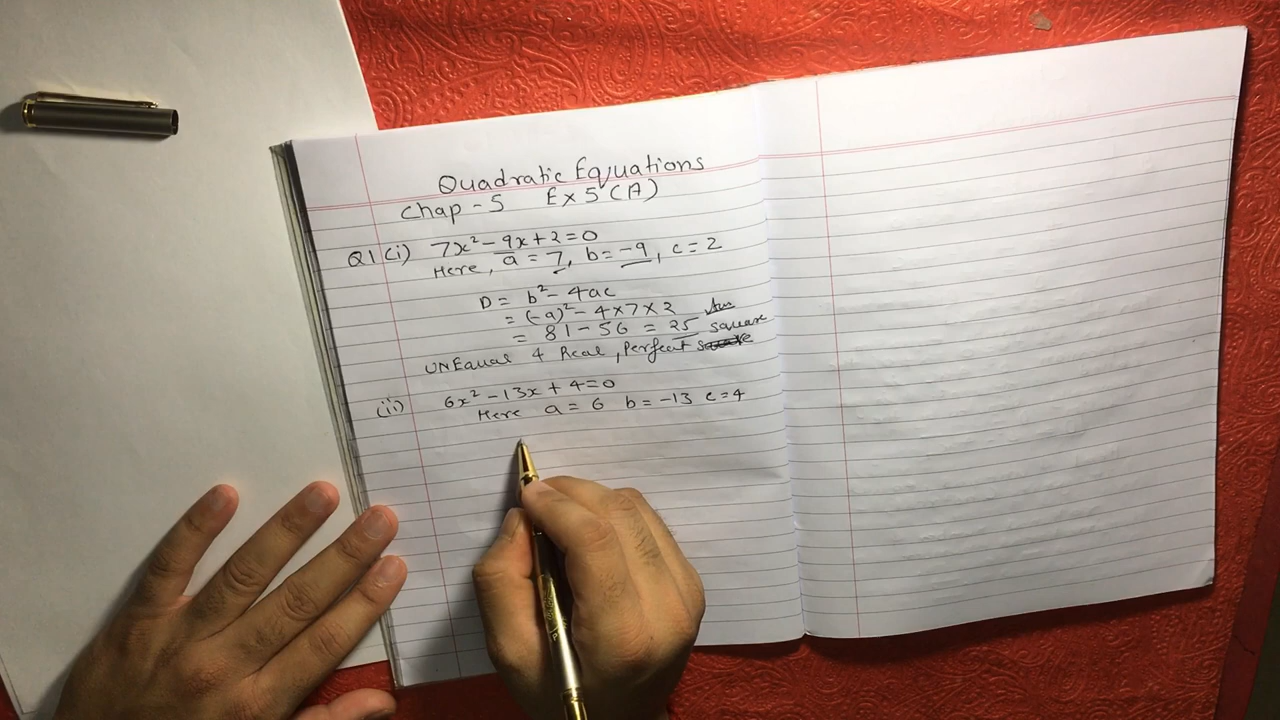 Quadratic Equations
Chap - 5 Ex 5 (A)
Q1 (i) 7x² - 9x + 2 = 0
Here, a = 7, b = -9, c = 2
D = b² - 4ac
= (-9)² - 4×7×2 Ans
= 81 - 56 = 25 square
UNEqual & Real, Perfect
(ii) 6x² - 13x + 4 = 0
Here a = 6 b = -13 c = 4